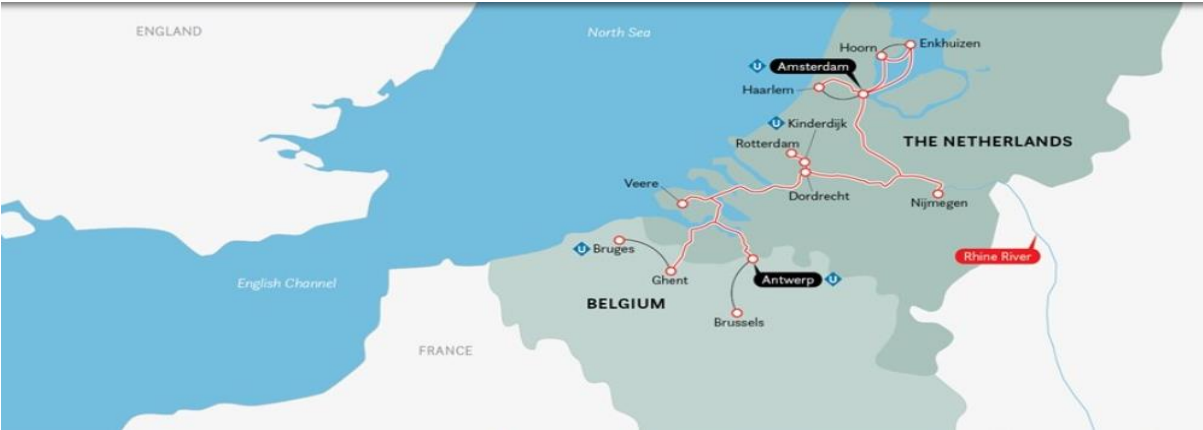 ENGLAND
North Sea
Hoorn
Enkhuizen
U
Amsterdam
Haarlem
U
Kinderdijk
Rotterdam
THE NETHERLANDS
Veere
Dordrecht
Nijmegen
U
Bruges
Rhine River
English Channel
Ghent
Antwerp
U
BELGIUM
Brussels
FRANCE